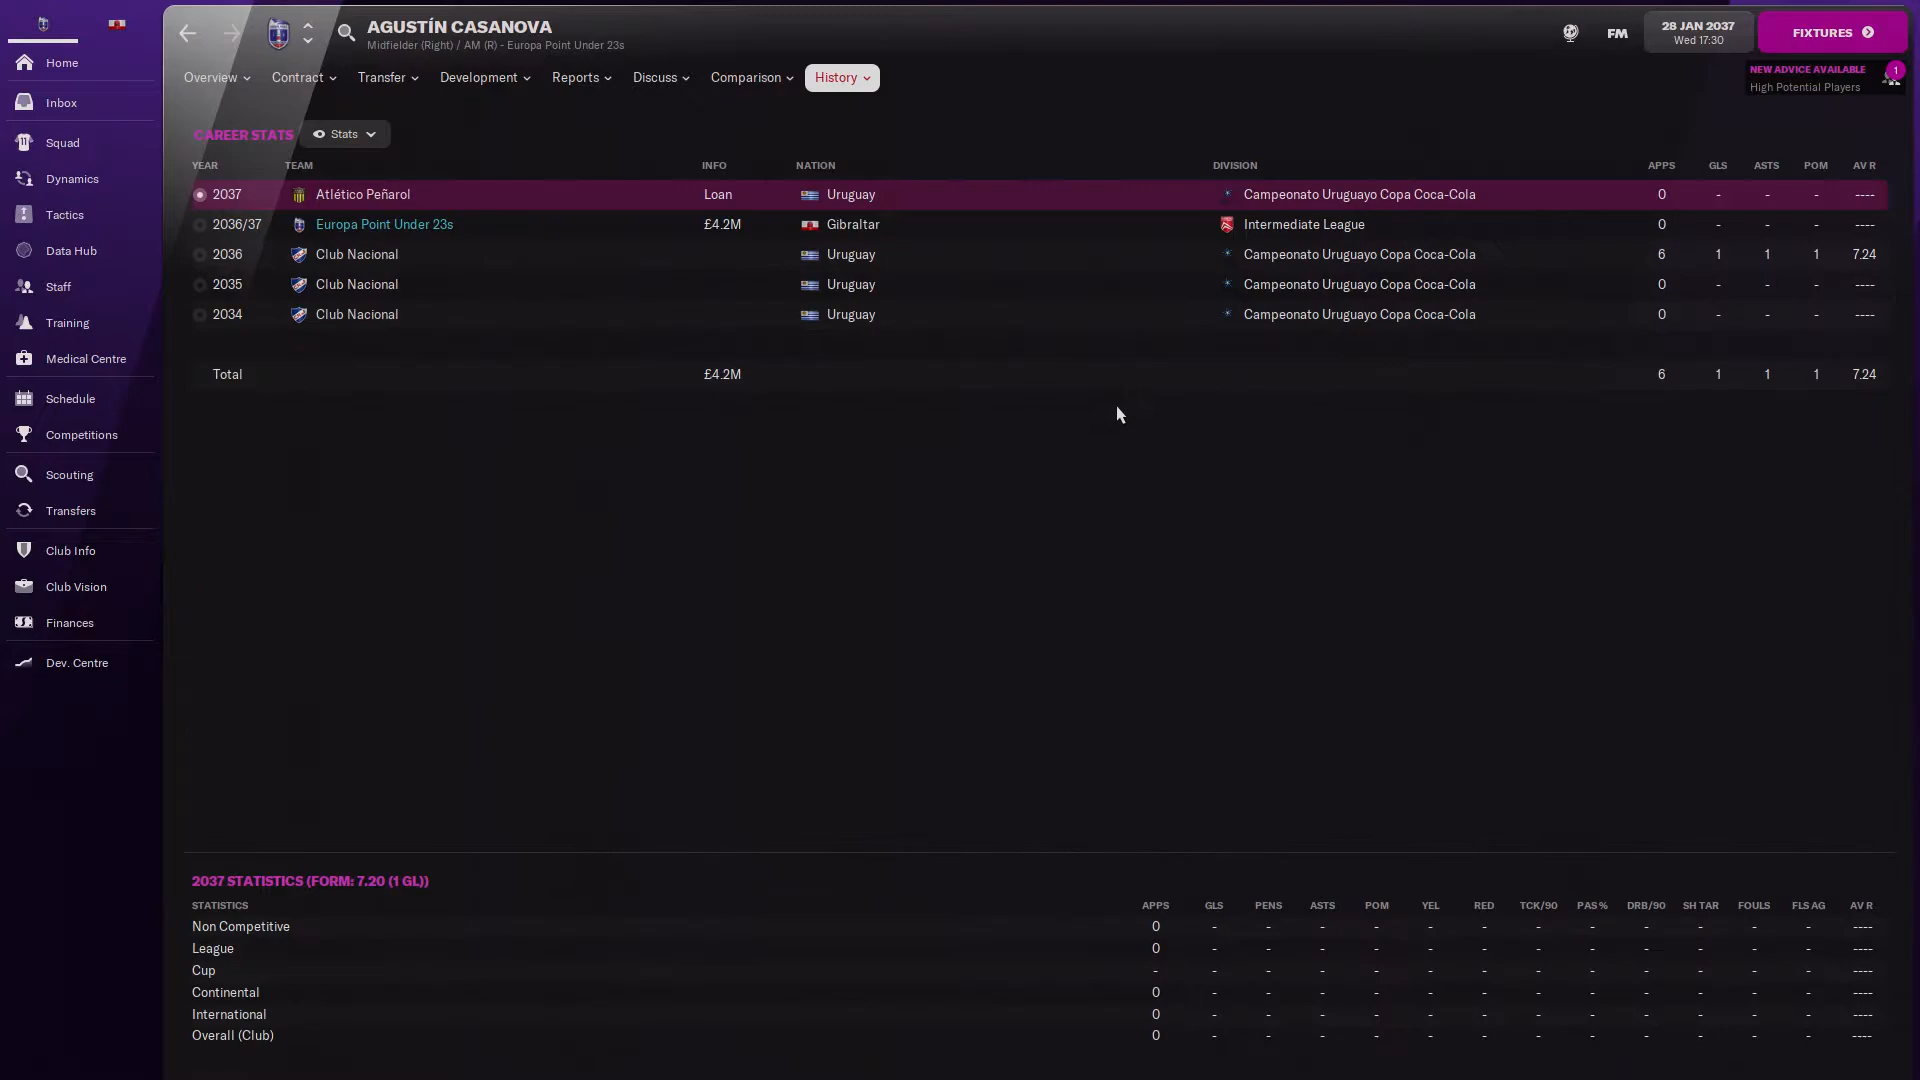 AGUSTÍN CASANOVA
Midfielder (Right) / AM (R) - Europa Point Under 23s
FM
28 JAN 2037
Wed 17:30
FIXTURES
NEW ADVICE AVAILABLE
High Potential Players
1
Overview Contract Transfer Development Reports Discuss Comparison History
Home
Inbox
Squad
Dynamics
Tactics
Data Hub
Staff
Training
Medical Centre
Schedule
Competitions
Scouting
Transfers
Club Info
Club Vision
Finances
Dev. Centre
CAREER STATS Stats
YEAR TEAM INFO NATION DIVISION APPS GLS ASTS POM AV R
2037 Atlético Peñarol Loan Uruguay Campeonato Uruguayo Copa Coca-Cola 0 - - - ----
2036/37 Europa Point Under 23s £4.2M Gibraltar Intermediate League 0 - - - ----
2036 Club Nacional Uruguay Campeonato Uruguayo Copa Coca-Cola 6 1 1 1 7.24
2035 Club Nacional Uruguay Campeonato Uruguayo Copa Coca-Cola 0 - - - ----
2034 Club Nacional Uruguay Campeonato Uruguayo Copa Coca-Cola 0 - - - ----
Total £4.2M 6 1 1 1 7.24
2037 STATISTICS (FORM: 7.20 (1 GL))
STATISTICS APPS GLS PENS ASTS POM YEL RED TCK/90 PAS % DRB/90 SH TAR FOULS FLS AG AV R
Non Competitive 0 - - - - - - - - - - - - ----
League 0 - - - - - - - - - - - - ----
Cup - - - - - - - - - - - - - ----
Continental 0 - - - - - - - - - - - - ----
International 0 - - - - - - - - - - - - ----
Overall (Club) 0 - - - - - - - - - - - - ----